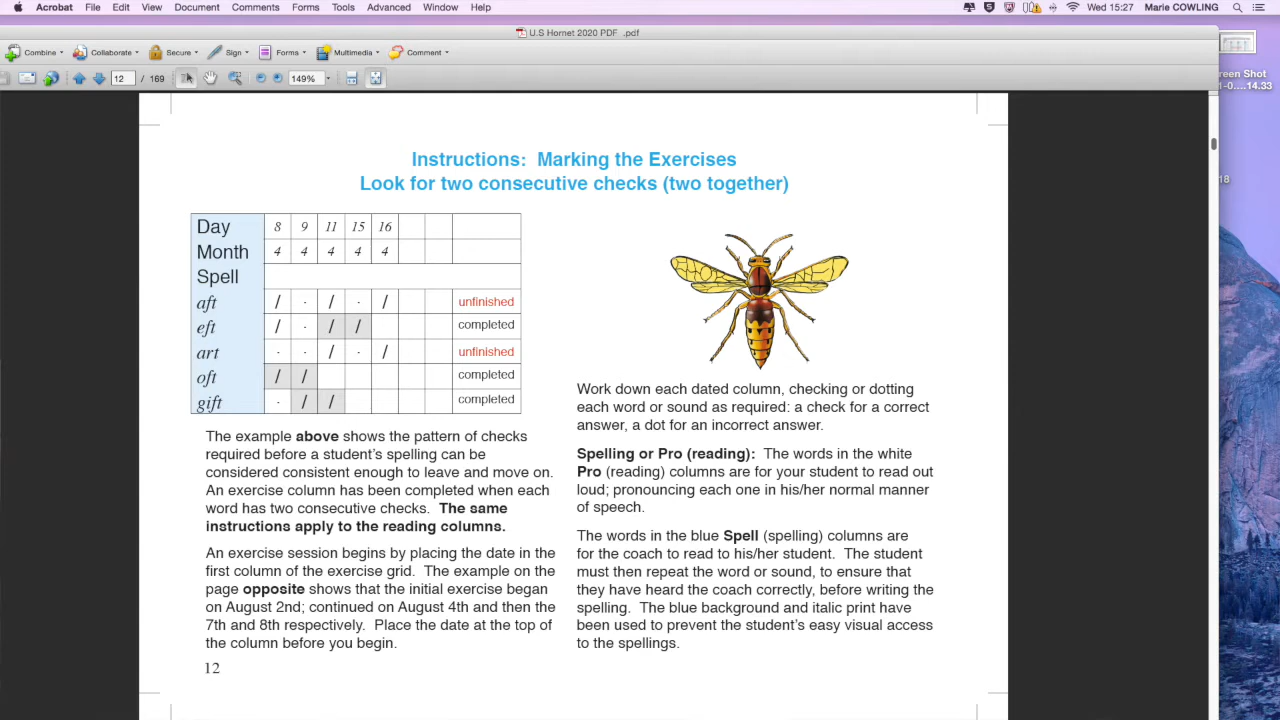 Acrobat File Edit View Document Comments Forms Tools Advanced Window Help Wed 15:27 Marie COWLING
U.S Hornet 2020 PDF .pdf
Combine Collaborate Secure Sign Forms Multimedia Comment
12 / 169 149%
reen Shot
1-0....14.33
18
Instructions: Marking the Exercises
Look for two consecutive checks (two together)
Day 8 9 11 15 16
Month 4 4 4 4 4
Spell
aft / · / · / unfinished
eft / · / / completed
art · · / · / unfinished
oft / / completed
gift · / / completed
The example above shows the pattern of checks
required before a student's spelling can be
considered consistent enough to leave and move on.
An exercise column has been completed when each
word has two consecutive checks. The same
instructions apply to the reading columns.
An exercise session begins by placing the date in the
first column of the exercise grid. The example on the
page opposite shows that the initial exercise began
on August 2nd; continued on August 4th and then the
7th and 8th respectively. Place the date at the top of
the column before you begin.
12
Work down each dated column, checking or dotting
each word or sound as required: a check for a correct
answer, a dot for an incorrect answer.
Spelling or Pro (reading): The words in the white
Pro (reading) columns are for your student to read out
loud; pronouncing each one in his/her normal manner
of speech.
The words in the blue Spell (spelling) columns are
for the coach to read to his/her student. The student
must then repeat the word or sound, to ensure that
they have heard the coach correctly, before writing the
spelling. The blue background and italic print have
been used to prevent the student's easy visual access
to the spellings.